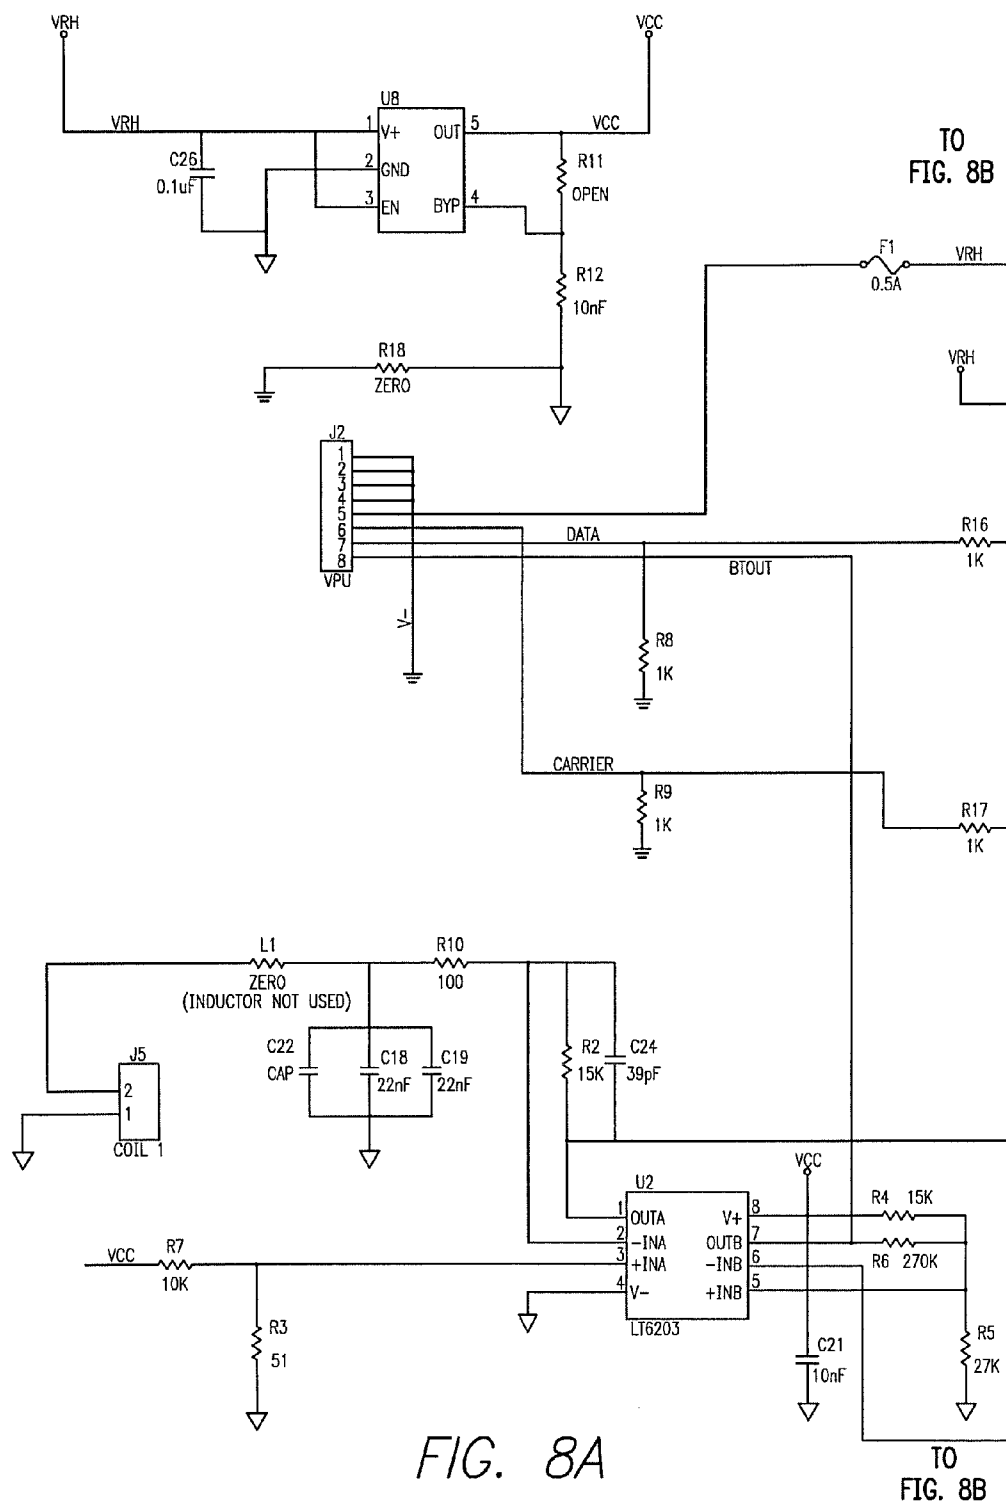 VRH
VCC
U8
VRH
1
V+
OUT
5
VCC
C26
0.1uF
2
GND
R11
OPEN
3
EN
BYP
4
TO
FIG. 8B
F1
0.5A
VRH
R12
10nF
R18
ZERO
VRH
J2
1
2
3
4
5
6
7
8
VPU
DATA
BTOUT
R16
1K
V-
R8
1K
CARRIER
R9
1K
R17
1K
L1
ZERO
(INDUCTOR NOT USED)
R10
100
C22
CAP
C18
22nF
C19
22nF
R2
15K
C24
39pF
J5
2
1
COIL 1
U2
VCC
1
OUTA
V+
8
R4 15K
2
-INA
OUTB
7
R6 270K
3
+INA
-INB
6
4
V-
+INB
5
LT6203
VCC
R7
10K
R3
51
C21
10nF
R5
27K
FIG. 8A
TO
FIG. 8B